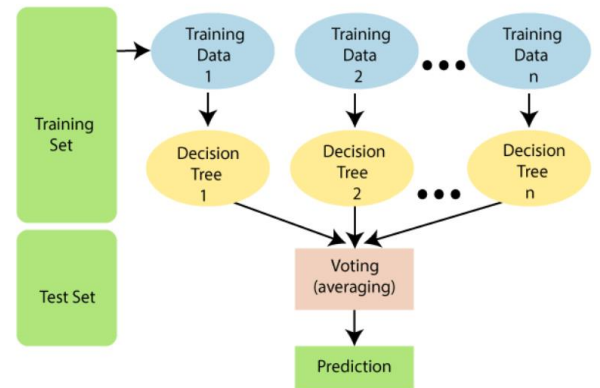 Training
Set
Test Set
Training
Data
1
Training
Data
2
Training
Data
n
Decision
Tree
1
Decision
Tree
2
Decision
Tree
n
Voting
(averaging)
Prediction